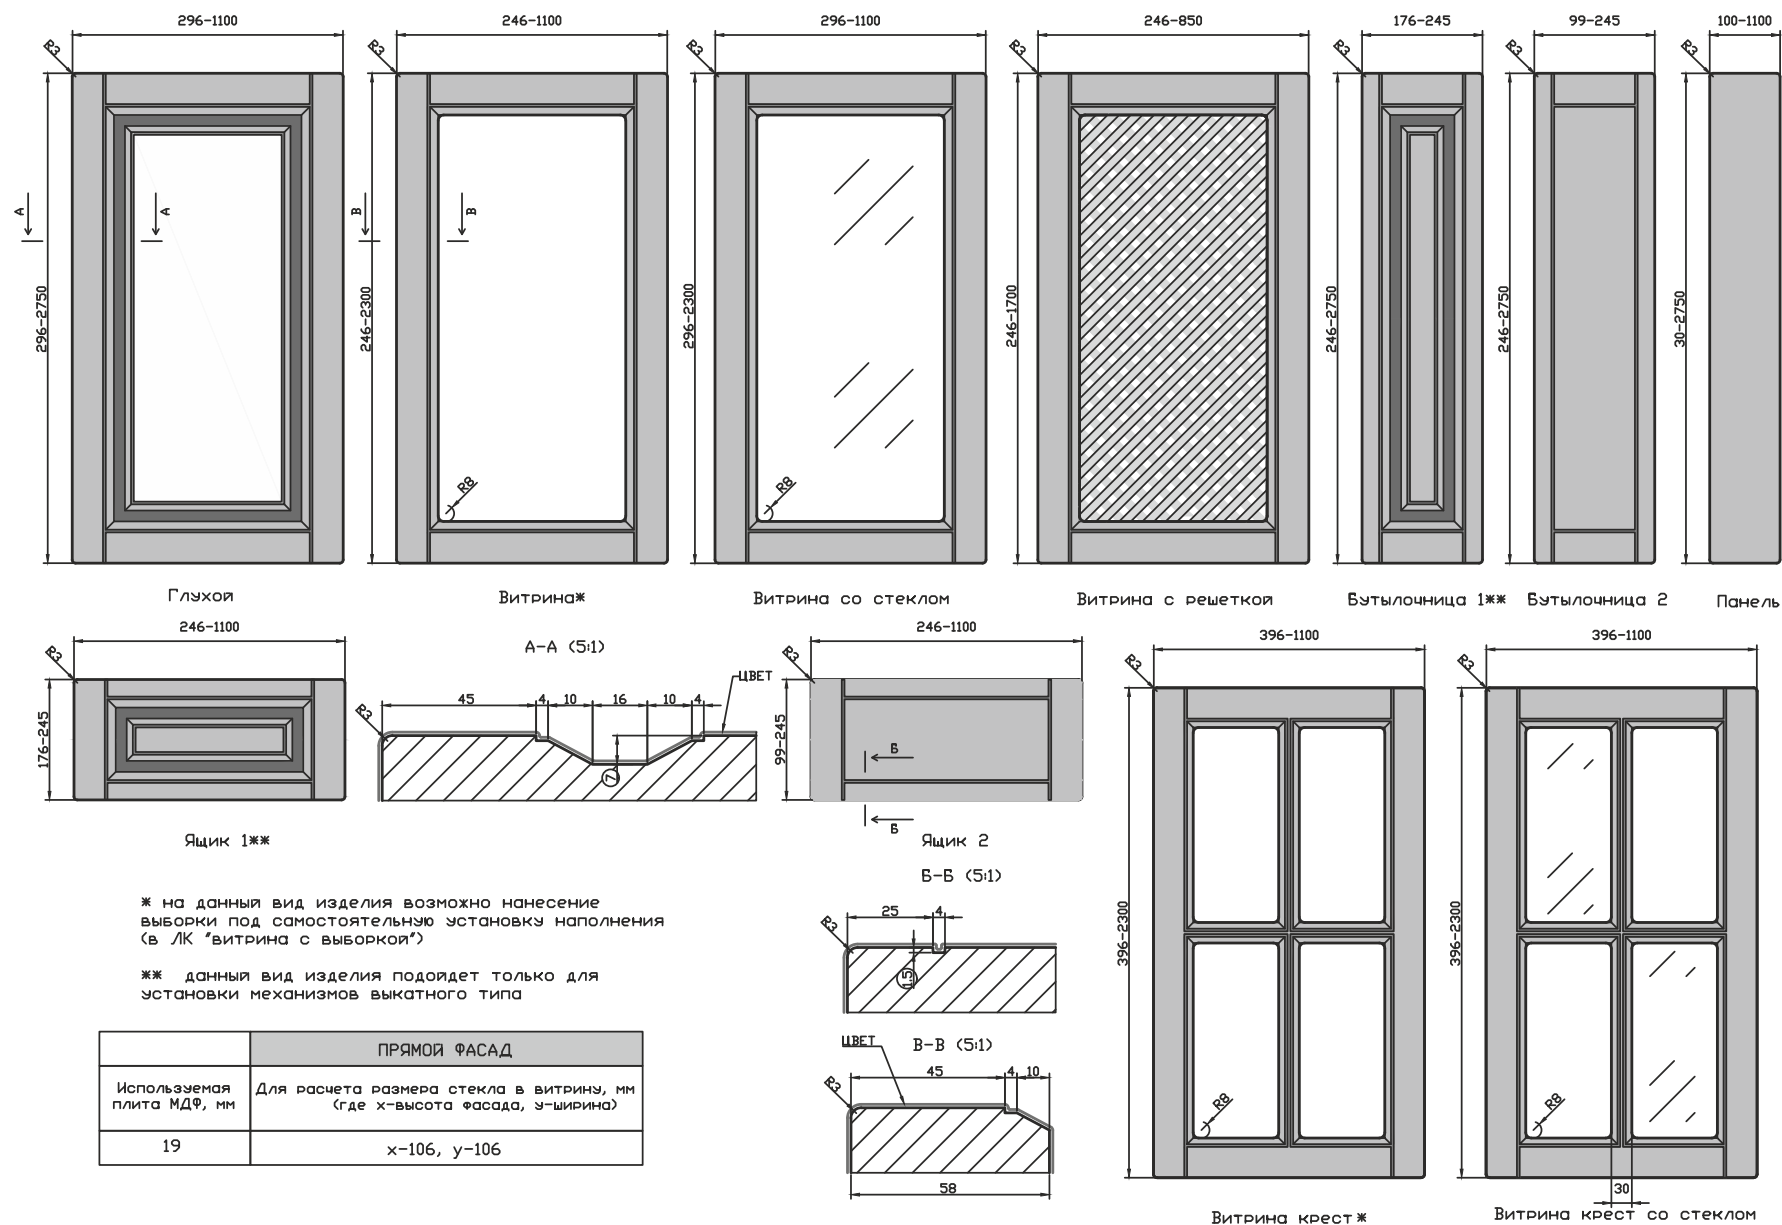 296-1100
246-1100
296-1100
246-850
176-245
99-245
100-1100
R3
R3
R3
R3
R3
R3
R3
296-2750
246-2300
296-2300
246-1700
246-2750
246-2750
30-2750
А
А
В
В
R8
R8
Глухой
Витрина*
Витрина со стеклом
Витрина с решеткой
Бутылочница 1**
Бутылочница 2
Панель
246-1100
R3
176-245
Ящик 1**
А-А (5:1)
R3
45
4
10
16
10
4
ЦВЕТ
7
246-1100
R3
99-245
Б
Б
Ящик 2
Б-Б (5:1)
R3
25
4
1.5
В-В (5:1)
ЦВЕТ
R3
45
4
10
58
396-1100
R3
396-2300
R8
Витрина крест*
396-1100
R3
396-2300
R8
30
Витрина крест со стеклом
* на данный вид изделия возможно нанесение
выборки под самостоятельную установку наполнения
(в ЛК "витрина с выборкой")
** данный вид изделия подойдет только для
установки механизмов выкатного типа
ПРЯМОЙ ФАСАД
Используемая
плита МДФ, мм
Для расчета размера стекла в витрину, мм
(где х-высота фасада, у-ширина)
19
х-106, у-106